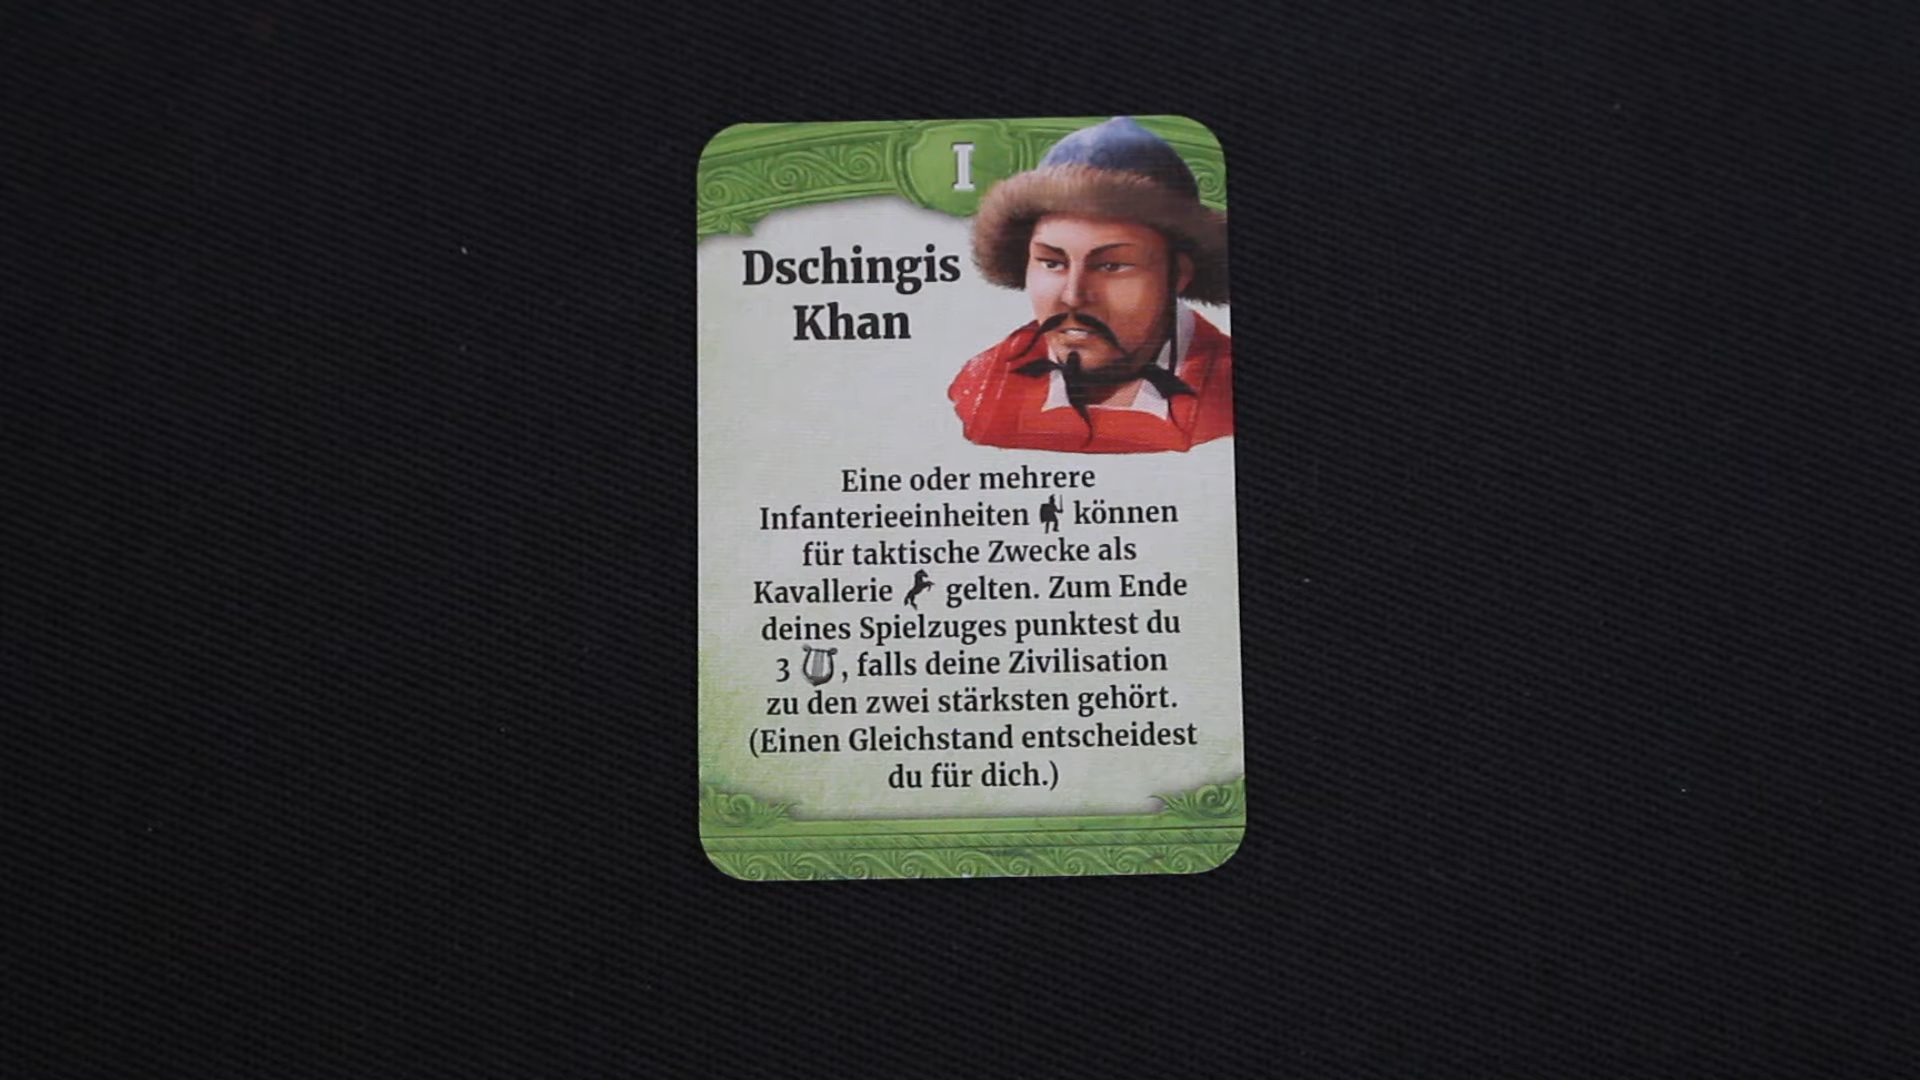 I
Dschingis
Khan
Eine oder mehrere
Infanterieeinheiten können
für taktische Zwecke als
Kavallerie gelten. Zum Ende
deines Spielzuges punktest du
3 , falls deine Zivilisation
zu den zwei stärksten gehört.
(Einen Gleichstand entscheidest
du für dich.)